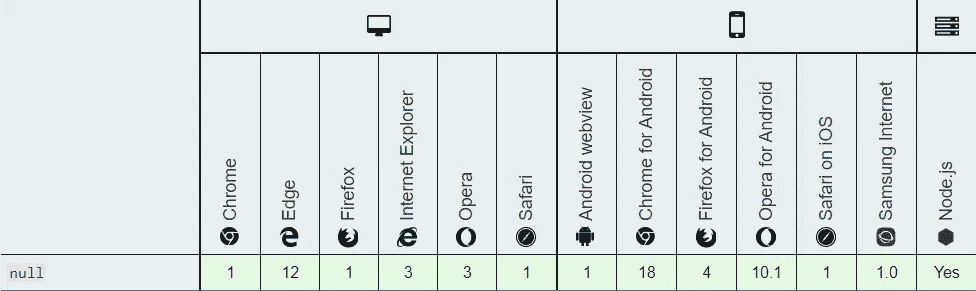 Chrome
Edge
Firefox
Internet Explorer
Opera
Safari
Android webview
Chrome for Android
Firefox for Android
Opera for Android
Safari on iOS
Samsung Internet
Node.js
null 1 12 1 3 3 1 1 18 4 10.1 1 1.0 Yes